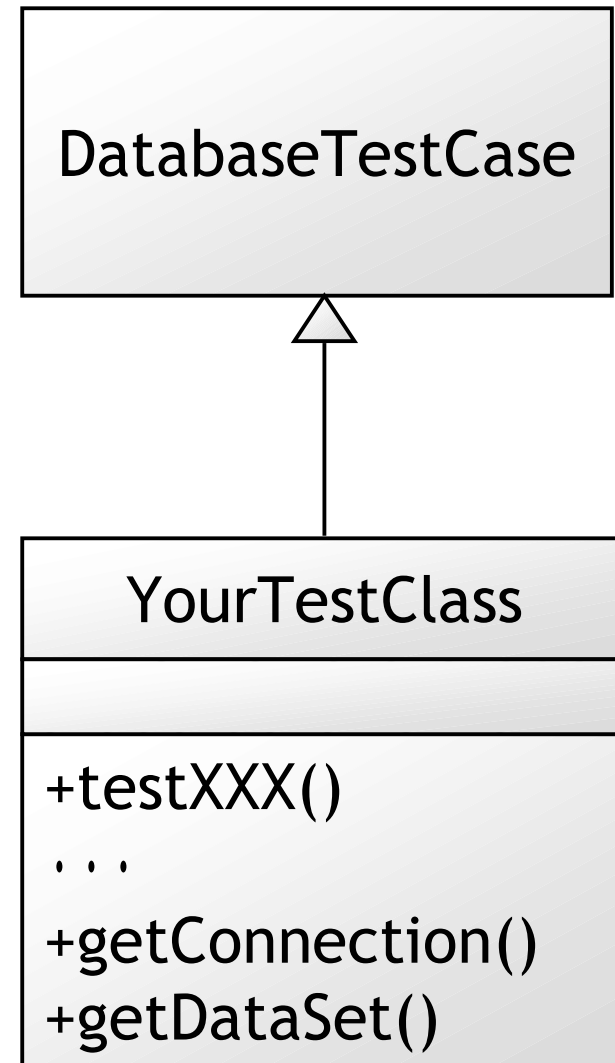 DatabaseTestCase
YourTestClass
+testXXX()
...
+getConnection()
+getDataSet()